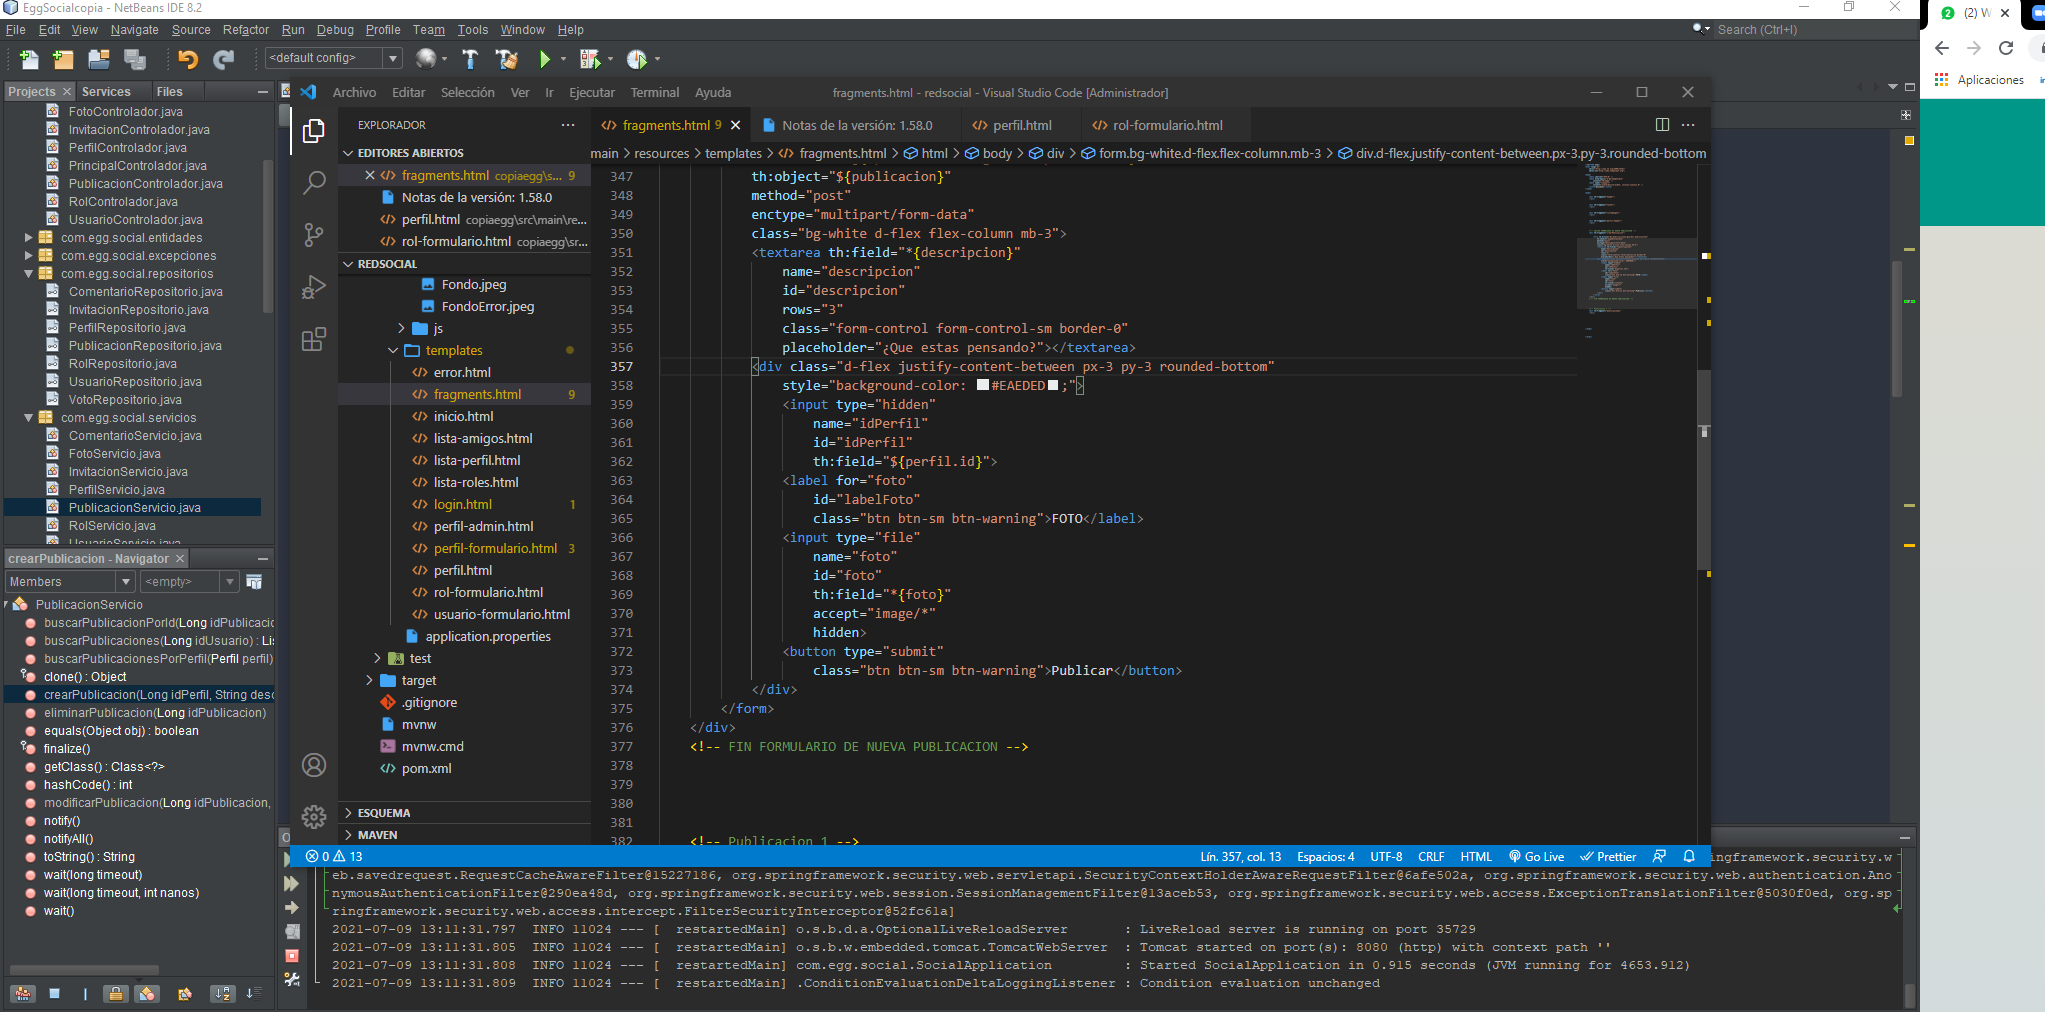 EggSocialcopia - NetBeans IDE 8.2
File Edit View Navigate Source Refactor Run Debug Profile Team Tools Window Help
Search (Ctrl+I)
<default config>
Projects Services Files
FotoControlador.java
InvitacionControlador.java
PerfilControlador.java
PrincipalControlador.java
PublicacionControlador.java
RolControlador.java
UsuarioControlador.java
com.egg.social.entidades
com.egg.social.excepciones
com.egg.social.repositorios
ComentarioRepositorio.java
InvitacionRepositorio.java
PerfilRepositorio.java
PublicacionRepositorio.java
RolRepositorio.java
UsuarioRepositorio.java
VotoRepositorio.java
com.egg.social.servicios
ComentarioServicio.java
FotoServicio.java
InvitacionServicio.java
PerfilServicio.java
PublicacionServicio.java
RolServicio.java
UsuarioServicio.java
crearPublicacion - Navigator
Members <empty>
PublicacionServicio
buscarPublicacionPorId(Long idPublicacio
buscarPublicaciones(Long idUsuario) : Lis
buscarPublicacionesPorPerfil(Perfil perfil)
clone() : Object
crearPublicacion(Long idPerfil, String desc
eliminarPublicacion(Long idPublicacion)
equals(Object obj) : boolean
finalize()
getClass() : Class<?>
hashCode() : int
modificarPublicacion(Long idPublicacion,
notify()
notifyAll()
toString() : String
wait(long timeout)
wait(long timeout, int nanos)
wait()
Archivo Editar Selección Ver Ir Ejecutar Terminal Ayuda
fragments.html - redsocial - Visual Studio Code [Administrador]
EXPLORADOR
EDITORES ABIERTOS
fragments.html copiaegg\s... 9
Notas de la versión: 1.58.0
perfil.html copiaegg\src\main\re...
rol-formulario.html copiaegg\sr...
REDSOCIAL
Fondo.jpeg
FondoError.jpeg
js
templates
error.html
fragments.html 9
inicio.html
lista-amigos.html
lista-perfil.html
lista-roles.html
login.html 1
perfil-admin.html
perfil-formulario.html 3
perfil.html
rol-formulario.html
usuario-formulario.html
application.properties
test
target
.gitignore
mvnw
mvnw.cmd
pom.xml
ESQUEMA
MAVEN
fragments.html 9 Notas de la versión: 1.58.0 perfil.html rol-formulario.html
main > resources > templates > fragments.html > html > body > div > form.bg-white.d-flex.flex-column.mb-3 > div.d-flex.justify-content-between.px-3.py-3.rounded-bottom
347 th:object="${publicacion}"
348 method="post"
349 enctype="multipart/form-data"
350 class="bg-white d-flex flex-column mb-3">
351 <textarea th:field="*{descripcion}"
352 name="descripcion"
353 id="descripcion"
354 rows="3"
355 class="form-control form-control-sm border-0"
356 placeholder="¿Que estas pensando?"></textarea>
357 <div class="d-flex justify-content-between px-3 py-3 rounded-bottom"
358 style="background-color: #EAEDED;">
359 <input type="hidden"
360 name="idPerfil"
361 id="idPerfil"
362 th:field="${perfil.id}">
363 <label for="foto"
364 id="labelFoto"
365 class="btn btn-sm btn-warning">FOTO</label>
366 <input type="file"
367 name="foto"
368 id="foto"
369 th:field="*{foto}"
370 accept="image/*"
371 hidden>
372 <button type="submit"
373 class="btn btn-sm btn-warning">Publicar</button>
374 </div>
375 </form>
376 </div>
377 <!-- FIN FORMULARIO DE NUEVA PUBLICACION -->
378
379
380
381
382 <!-- Publicacion 1 -->
0 13 Lín. 357, col. 13 Espacios: 4 UTF-8 CRLF HTML Go Live Prettier
ringframework.security.w
eb.savedrequest.RequestCacheAwareFilter@15227186, org.springframework.security.web.servletapi.SecurityContextHolderAwareRequestFilter@6afe502a, org.springframework.security.web.authentication.Ano
nymousAuthenticationFilter@290ea48d, org.springframework.security.web.session.SessionManagementFilter@13aceb53, org.springframework.security.web.access.ExceptionTranslationFilter@5030f0ed, org.sp
ringframework.security.web.access.intercept.FilterSecurityInterceptor@52fc61a]
2021-07-09 13:11:31.797 INFO 11024 --- [ restartedMain] o.s.b.d.a.OptionalLiveReloadServer : LiveReload server is running on port 35729
2021-07-09 13:11:31.805 INFO 11024 --- [ restartedMain] o.s.b.w.embedded.tomcat.TomcatWebServer : Tomcat started on port(s): 8080 (http) with context path ''
2021-07-09 13:11:31.808 INFO 11024 --- [ restartedMain] com.egg.social.SocialApplication : Started SocialApplication in 0.915 seconds (JVM running for 4653.912)
2021-07-09 13:11:31.809 INFO 11024 --- [ restartedMain] .ConditionEvaluationDeltaLoggingListener : Condition evaluation unchanged
(2) W
Aplicaciones